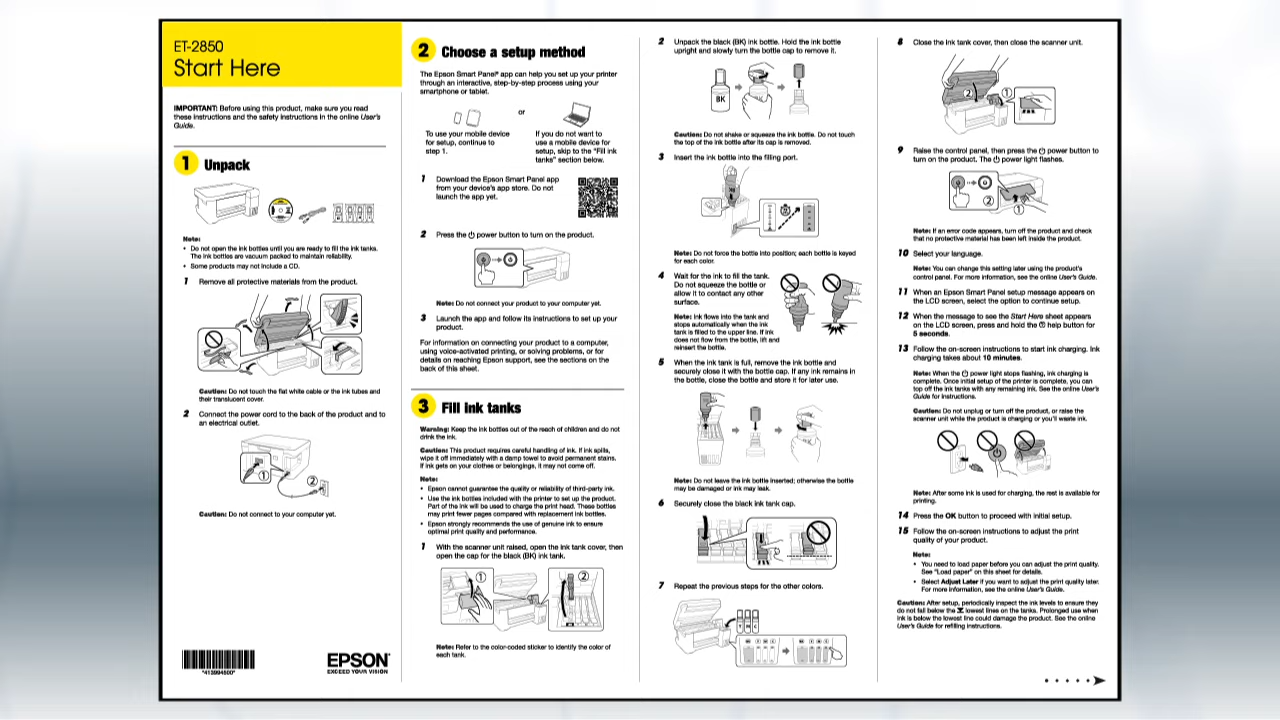 ET-2850
Start Here
IMPORTANT: Before using this product, make sure you read
these instructions and the safety instructions in the online User's
Guide.
1 Unpack
Note:
• Do not open the ink bottles until you are ready to fill the ink tanks.
The ink bottles are vacuum packed to maintain reliability.
• Some products may not include a CD.
1 Remove all protective materials from the product.
Caution: Do not touch the flat white cable or the ink tubes and
their translucent cover.
2 Connect the power cord to the back of the product and to
an electrical outlet.
1
2
Caution: Do not connect to your computer yet.
*413994800*
EPSON
EXCEED YOUR VISION
2 Choose a setup method
The Epson Smart Panel® app can help you set up your printer
through an interactive, step-by-step process using your
smartphone or tablet.
or
To use your mobile device
for setup, continue to
step 1.
If you do not want to
use a mobile device for
setup, skip to the "Fill ink
tanks" section below.
1 Download the Epson Smart Panel app
from your device's app store. Do not
launch the app yet.
2 Press the ⏻ power button to turn on the product.
Note: Do not connect your product to your computer yet.
3 Launch the app and follow its instructions to set up your
product.
For information on connecting your product to a computer,
using voice-activated printing, or solving problems, or for
details on reaching Epson support, see the sections on the
back of this sheet.
3 Fill ink tanks
Warning: Keep the ink bottles out of the reach of children and do not
drink the ink.
Caution: This product requires careful handling of ink. If ink spills,
wipe it off immediately with a damp towel to avoid permanent stains.
If ink gets on your clothes or belongings, it may not come off.
Note:
• Epson cannot guarantee the quality or reliability of third-party ink.
• Use the ink bottles included with the printer to set up the product.
Part of the ink will be used to charge the print head. These bottles
may print fewer pages compared with replacement ink bottles.
• Epson strongly recommends the use of genuine ink to ensure
optimal print quality and performance.
1 With the scanner unit raised, open the ink tank cover, then
open the cap for the black (BK) ink tank.
1
2
Note: Refer to the color-coded sticker to identify the color of
each tank.
2 Unpack the black (BK) ink bottle. Hold the ink bottle
upright and slowly turn the bottle cap to remove it.
BK
Caution: Do not shake or squeeze the ink bottle. Do not touch
the top of the ink bottle after its cap is removed.
3 Insert the ink bottle into the filling port.
Note: Do not force the bottle into position; each bottle is keyed
for each color.
4 Wait for the ink to fill the tank.
Do not squeeze the bottle or
allow it to contact any other
surface.
Note: Ink flows into the tank and
stops automatically when the ink
tank is filled to the upper line. If ink
does not flow from the bottle, lift and
reinsert the bottle.
5 When the ink tank is full, remove the ink bottle and
securely close it with the bottle cap. If any ink remains in
the bottle, close the bottle and store it for later use.
Note: Do not leave the ink bottle inserted; otherwise the bottle
may be damaged or ink may leak.
6 Securely close the black ink tank cap.
7 Repeat the previous steps for the other colors.
8 Close the ink tank cover, then close the scanner unit.
2
1
9 Raise the control panel, then press the ⏻ power button to
turn on the product. The ⏻ power light flashes.
2
1
Note: If an error code appears, turn off the product and check
that no protective material has been left inside the product.
10 Select your language.
Note: You can change this setting later using the product's
control panel. For more information, see the online User's Guide.
11 When an Epson Smart Panel setup message appears on
the LCD screen, select the option to continue setup.
12 When the message to see the Start Here sheet appears
on the LCD screen, press and hold the ? help button for
5 seconds.
13 Follow the on-screen instructions to start ink charging. Ink
charging takes about 10 minutes.
Note: When the ⏻ power light stops flashing, ink charging is
complete. Once initial setup of the printer is complete, you can
top off the ink tanks with any remaining ink. See the online User's
Guide for instructions.
Caution: Do not unplug or turn off the product, or raise the
scanner unit while the product is charging or you'll waste ink.
Note: After some ink is used for charging, the rest is available for
printing.
14 Press the OK button to proceed with initial setup.
15 Follow the on-screen instructions to adjust the print
quality of your product.
Note:
• You need to load paper before you can adjust the print quality.
See "Load paper" on this sheet for details.
• Select Adjust Later if you want to adjust the print quality later.
For more information, see the online User's Guide.
Caution: After setup, periodically inspect the ink levels to ensure they
do not fall below the lowest lines on the tanks. Prolonged use when
ink is below the lowest line could damage the product. See the online
User's Guide for refilling instructions.